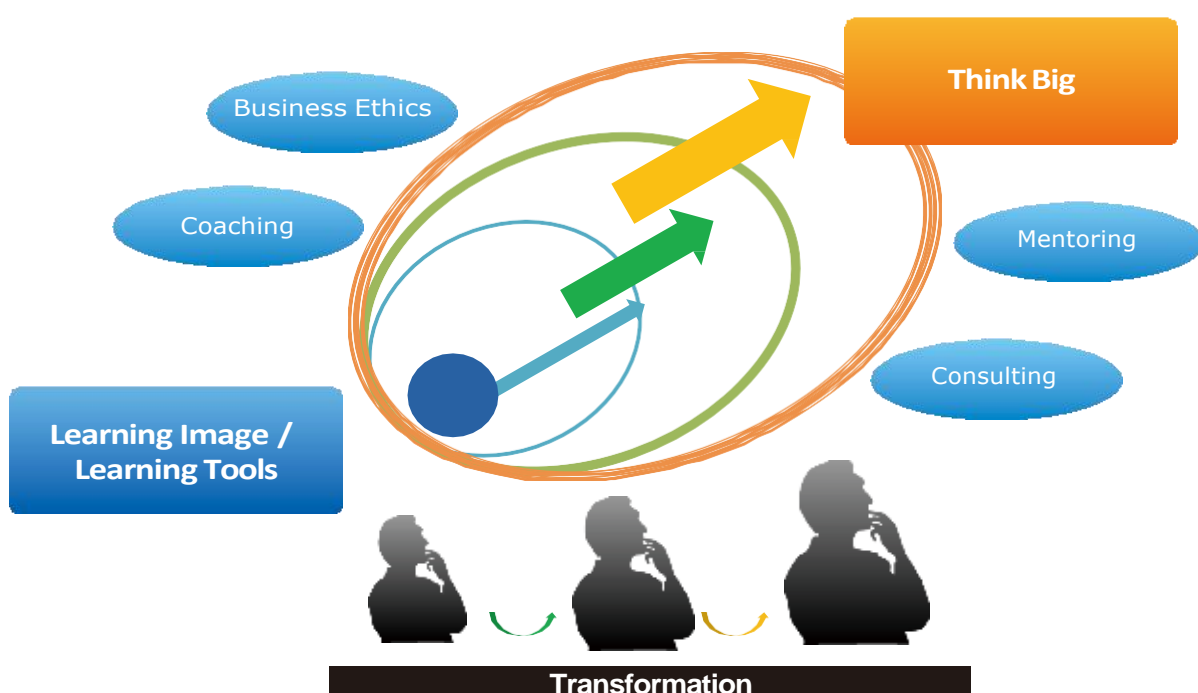 Think Big
Business Ethics
Coaching
Mentoring
Consulting
Learning Image /
Learning Tools
Transformation